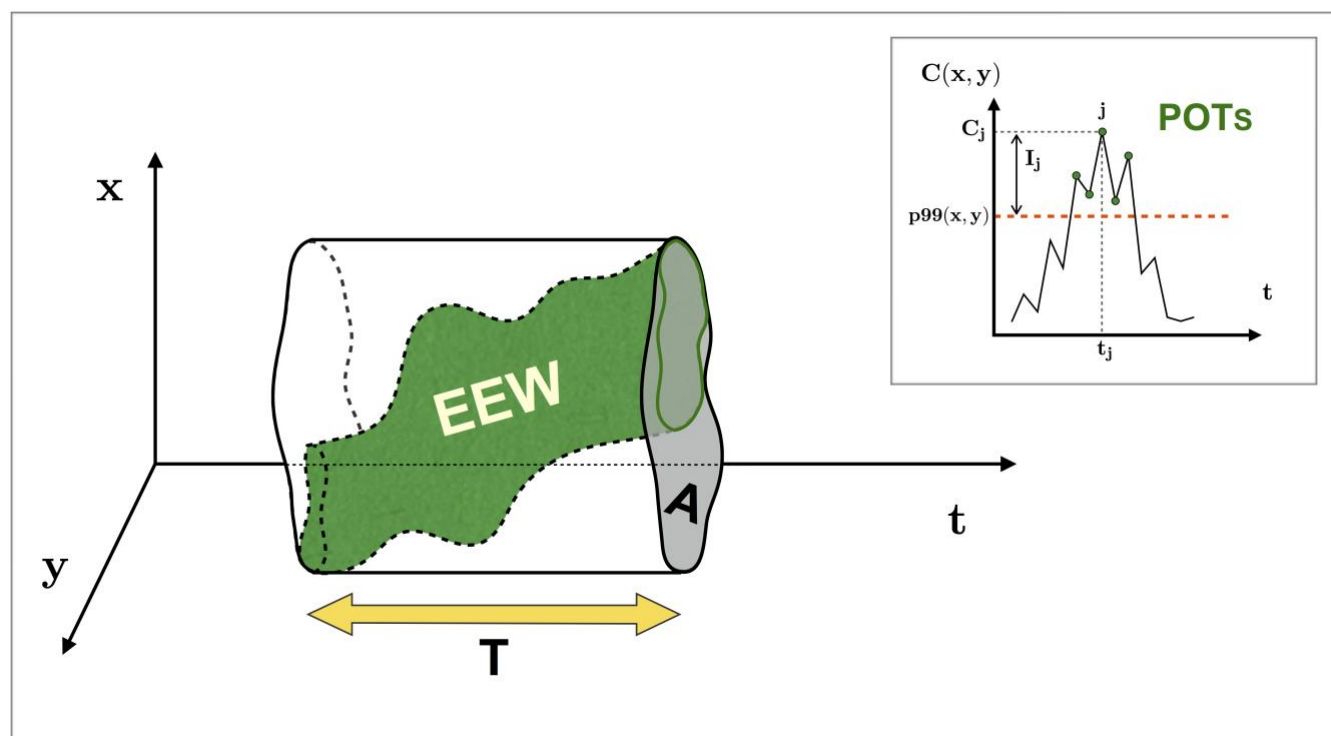 C(x, y)
j
POTs
C_j
I_j
p99(x, y)
t
t_j
x
EEW
A
y
t
T